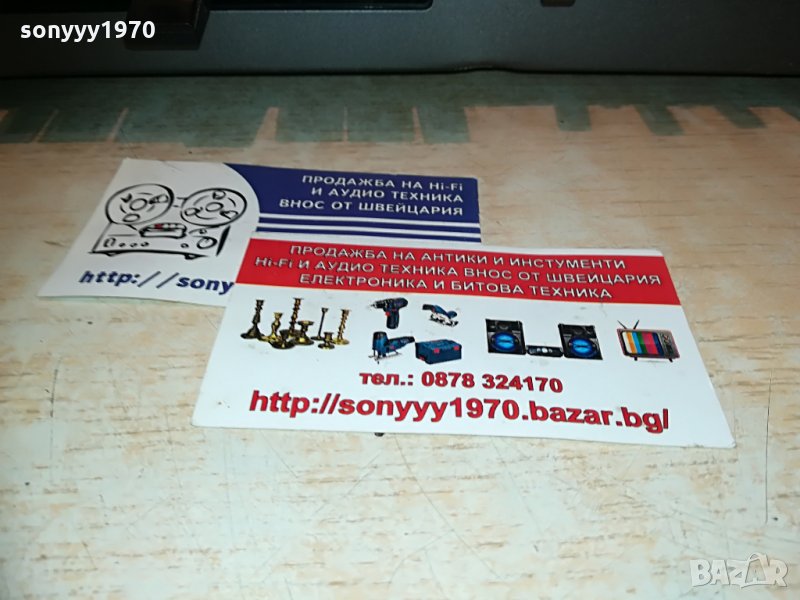 sonyyy1970
ПРОДАЖБА НА Hi-Fi
И АУДИО ТЕХНИКА
ВНОС ОТ ШВЕЙЦАРИЯ
http://sony
ПРОДАЖБА НА АНТИКИ И ИНСТУМЕНТИ
Hi-Fi И АУДИО ТЕХНИКА ВНОС ОТ ШВЕЙЦАРИЯ
ЕЛЕКТРОНИКА И БИТОВА ТЕХНИКА
тел.: 0878 324170
http://sonyyy1970.bazar.bg/
BAZAR